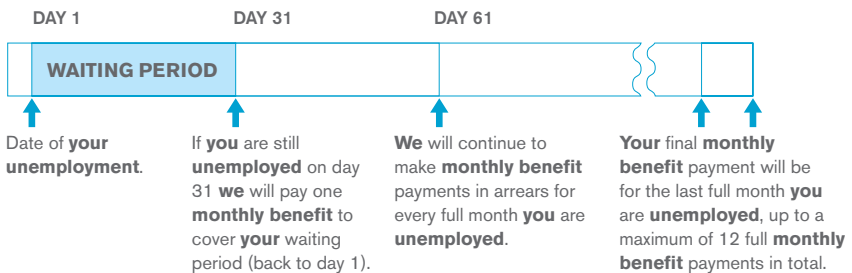 DAY 1
DAY 31
DAY 61
WAITING PERIOD
Date of your
unemployment.
If you are still
unemployed on day
31 we will pay one
monthly benefit to
cover your waiting
period (back to day 1).
We will continue to
make monthly benefit
payments in arrears for
every full month you are
unemployed.
Your final monthly
benefit payment will be
for the last full month you
are unemployed, up to a
maximum of 12 full monthly
benefit payments in total.